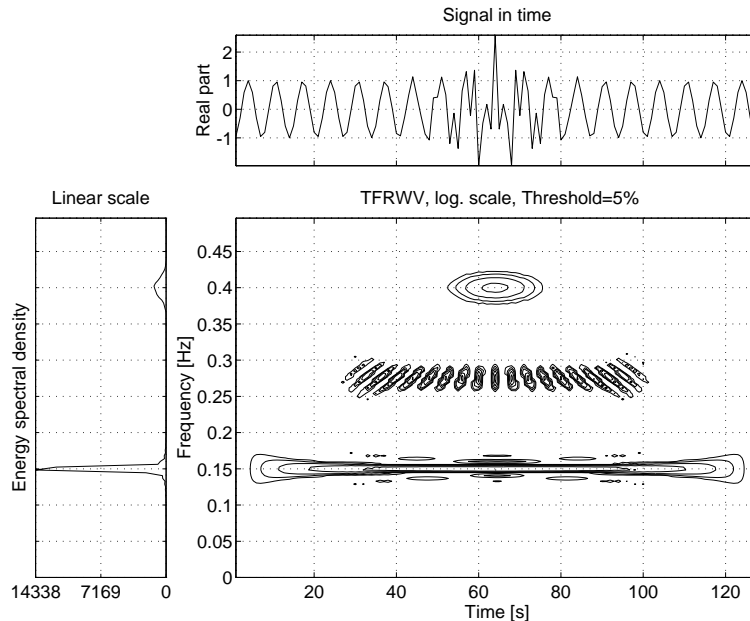 Signal in time
Real part
2
1
0
-1
Linear scale
Energy spectral density
14338 7169 0
TFRWV, log. scale, Threshold=5%
Frequency [Hz]
0.45
0.4
0.35
0.3
0.25
0.2
0.15
0.1
0.05
0
20 40 60 80 100 120
Time [s]